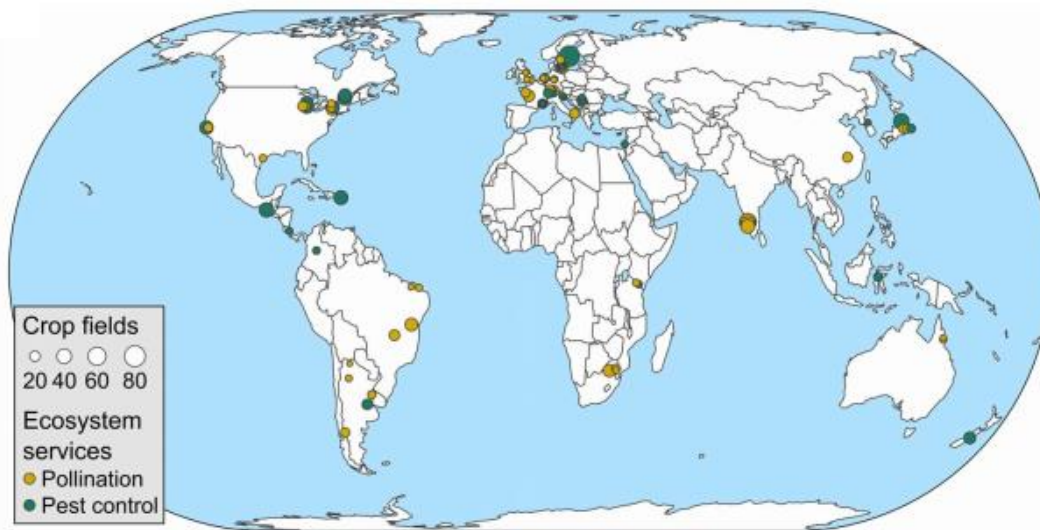 Crop fields
20 40 60 80
Ecosystem
services
Pollination
Pest control